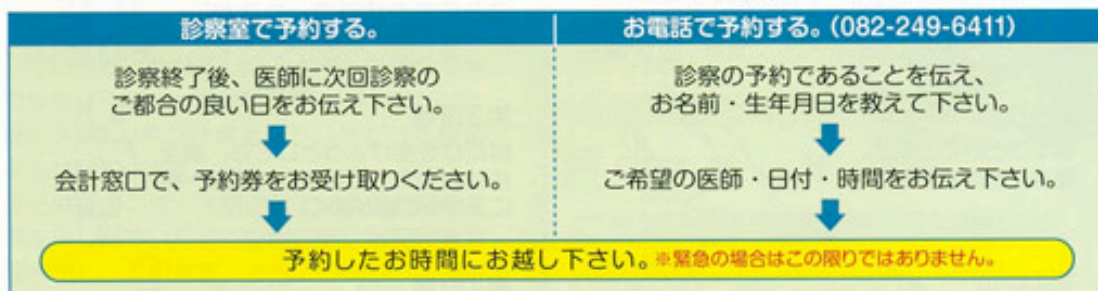 診察室で予約する。
診察終了後、医師に次回診察の
ご都合の良い日をお伝え下さい。
会計窓口で、予約券をお受け取りください。
お電話で予約する。(082-249-6411)
診察の予約であることを伝え、
お名前・生年月日を教えて下さい。
ご希望の医師・日付・時間をお伝え下さい。
予約したお時間にお越し下さい。※緊急の場合はこの限りではありません。